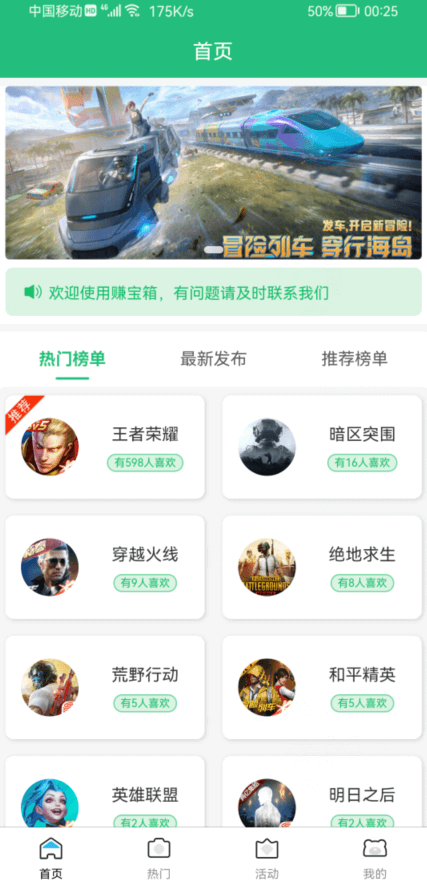 中国移动 HD 4G 175K/s 50% 00:25
首页
发车,开启新冒险!
冒险列车 穿行海岛
欢迎使用赚宝箱，有问题请及时联系我们
热门榜单 最新发布 推荐榜单
推荐
王者荣耀 暗区突围
有598人喜欢 有16人喜欢
穿越火线 绝地求生
有9人喜欢 有8人喜欢
荒野行动 和平精英
有5人喜欢 有5人喜欢
英雄联盟 明日之后
有2人喜欢 有2人喜欢
首页 热门 活动 我的